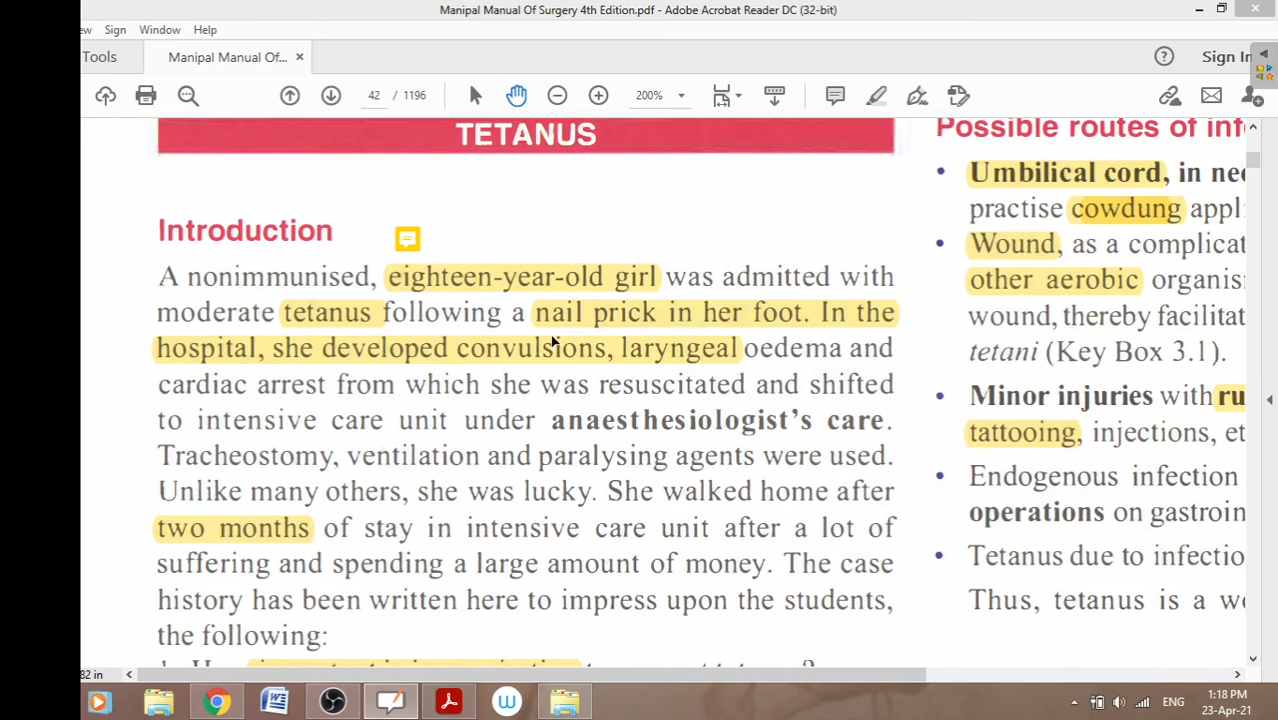 Manipal Manual Of Surgery 4th Edition.pdf - Adobe Acrobat Reader DC (32-bit)
Sign Window Help
Tools Manipal Manual Of... × Sign In
42 / 1196 200%
TETANUS
Introduction
A nonimmunised, eighteen-year-old girl was admitted with
moderate tetanus following a nail prick in her foot. In the
hospital, she developed convulsions, laryngeal oedema and
cardiac arrest from which she was resuscitated and shifted
to intensive care unit under anaesthesiologist's care.
Tracheostomy, ventilation and paralysing agents were used.
Unlike many others, she was lucky. She walked home after
two months of stay in intensive care unit after a lot of
suffering and spending a large amount of money. The case
history has been written here to impress upon the students,
the following:
Possible routes of inf
• Umbilical cord, in nee
practise cowdung appl
• Wound, as a complicat
other aerobic organis
wound, thereby facilitat
tetani (Key Box 3.1).
• Minor injuries with ru
tattooing, injections, et
• Endogenous infection
operations on gastroin
• Tetanus due to infectio
Thus, tetanus is a we
82 in
ENG
1:18 PM
23-Apr-21